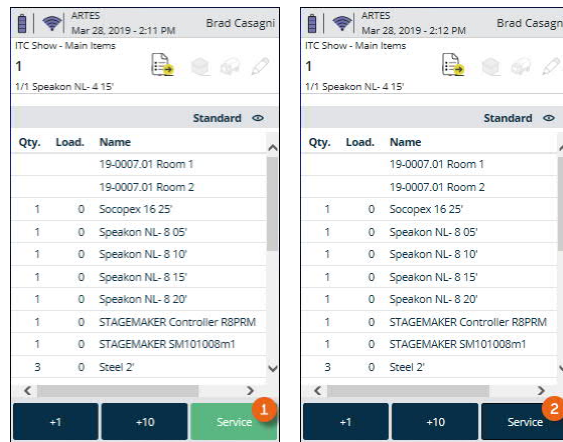 ARTES
Mar 28, 2019 - 2:11 PM
Brad Casagni
ITC Show - Main Items
1
1/1 Speakon NL- 4 15'
Standard
Qty. Load. Name
19-0007.01 Room 1
19-0007.01 Room 2
1 0 Socopex 16 25'
1 0 Speakon NL- 8 05'
1 0 Speakon NL- 8 10'
1 0 Speakon NL- 8 15'
1 0 Speakon NL- 8 20'
1 0 STAGEMAKER Controller R8PRM
1 0 STAGEMAKER SM101008m1
3 0 Steel 2'
+1 +10 Service 1
ARTES
Mar 28, 2019 - 2:12 PM
Brad Casagn
ITC Show - Main Items
1
1/1 Speakon NL- 4 15'
Standard
Qty. Load. Name
19-0007.01 Room 1
19-0007.01 Room 2
1 0 Socopex 16 25'
1 0 Speakon NL- 8 05'
1 0 Speakon NL- 8 10'
1 0 Speakon NL- 8 15'
1 0 Speakon NL- 8 20'
1 0 STAGEMAKER Controller R8PRM
1 0 STAGEMAKER SM101008m1
3 0 Steel 2'
+1 +10 Service 2